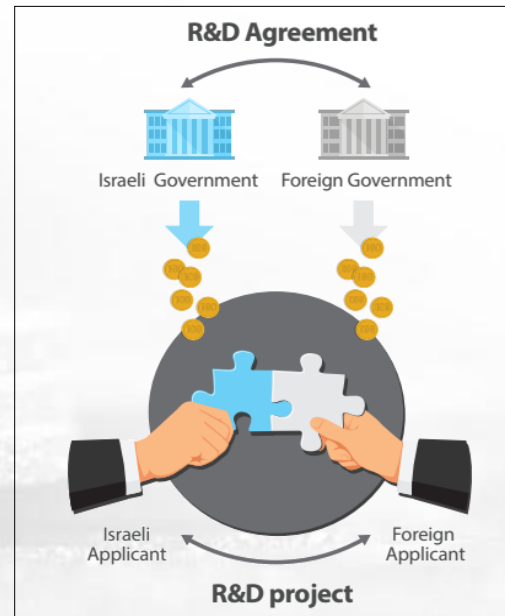 R&D Agreement
Israeli Government
Foreign Government
Israeli
Applicant
Foreign
Applicant
R&D project